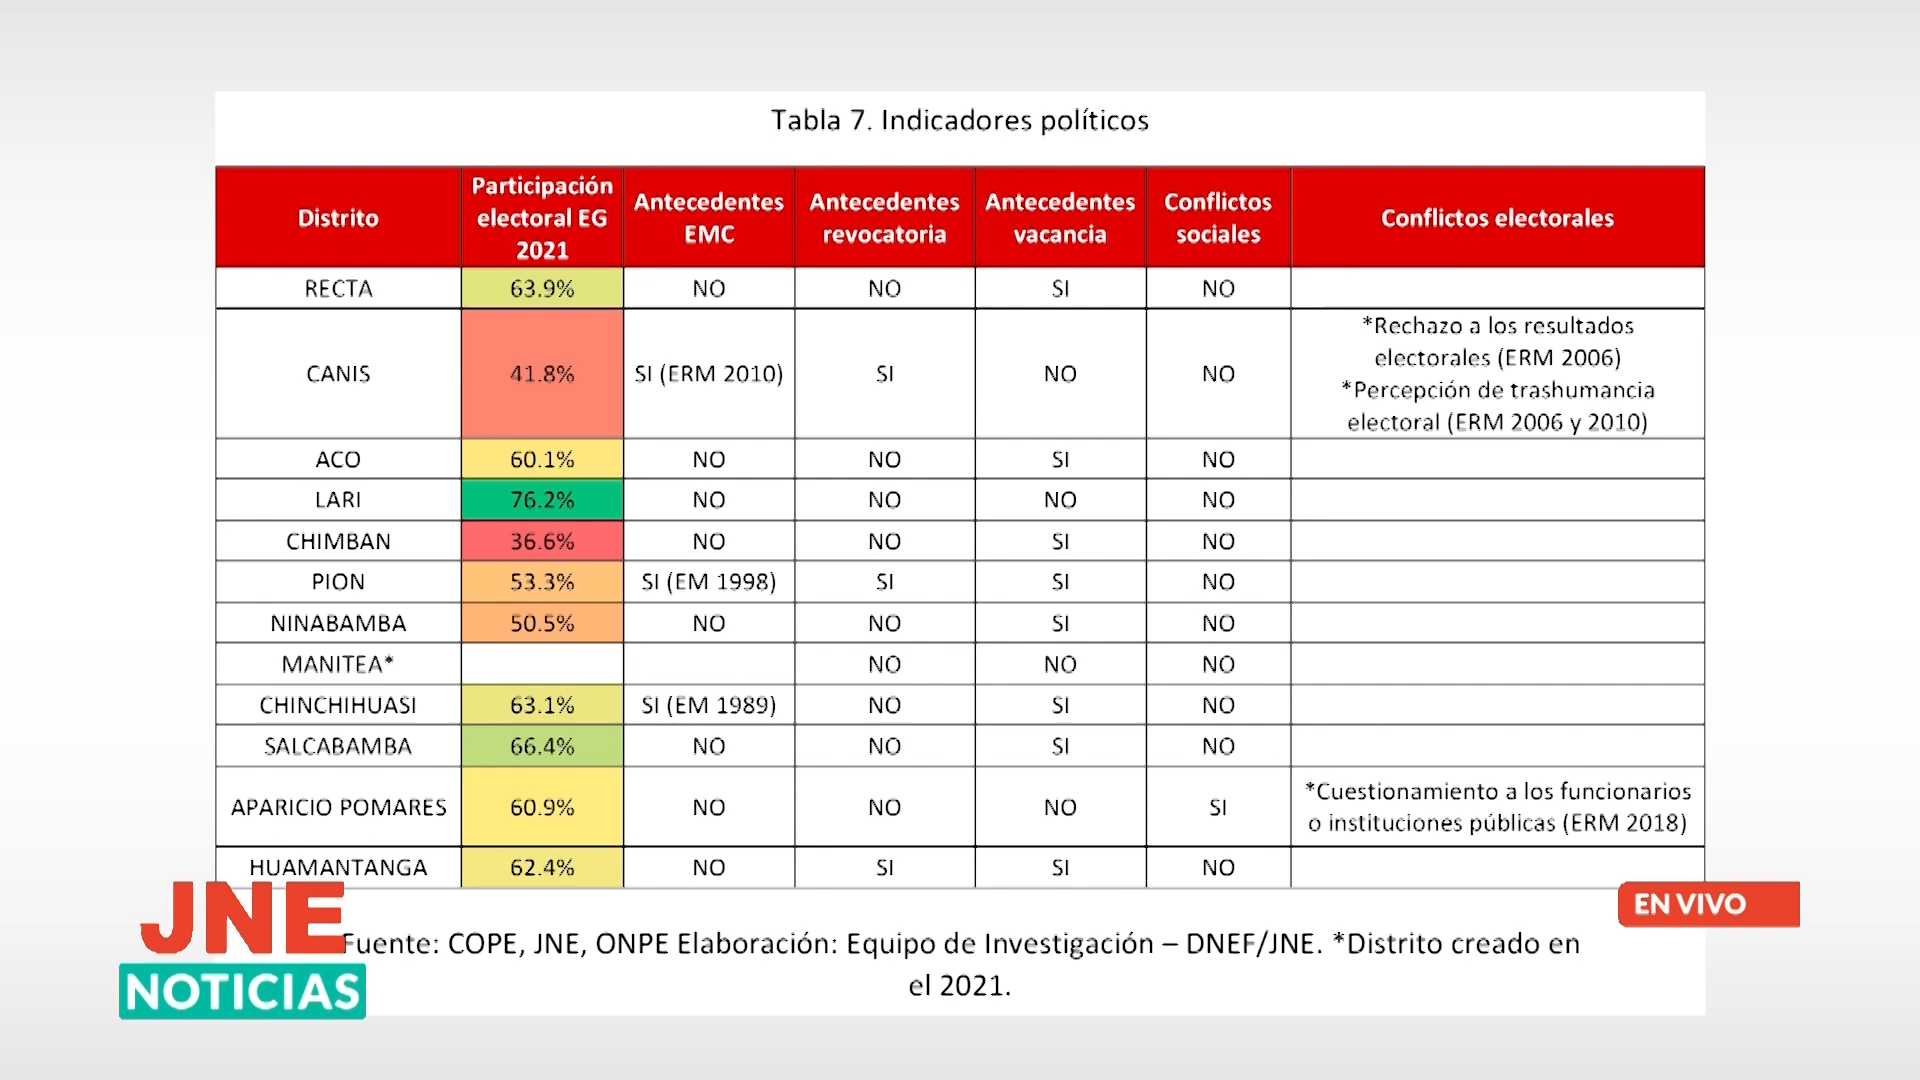 Tabla 7. Indicadores políticos
Distrito
Participación
electoral EG
2021
Antecedentes
EMC
Antecedentes
revocatoria
Antecedentes
vacancia
Conflictos
sociales
Conflictos electorales
RECTA 63.9% NO NO SI NO
CANIS 41.8% SI (ERM 2010) SI NO NO
*Rechazo a los resultados
electorales (ERM 2006)
*Percepción de trashumancia
electoral (ERM 2006 y 2010)
ACO 60.1% NO NO SI NO
LARI 76.2% NO NO NO NO
CHIMBAN 36.6% NO NO SI NO
PION 53.3% SI (EM 1998) SI SI NO
NINABAMBA 50.5% NO NO SI NO
MANITEA* NO NO NO
CHINCHIHUASI 63.1% SI (EM 1989) NO SI NO
SALCABAMBA 66.4% NO NO SI NO
APARICIO POMARES 60.9% NO NO NO SI
*Cuestionamiento a los funcionarios
o instituciones públicas (ERM 2018)
HUAMANTANGA 62.4% NO SI SI NO
Fuente: COPE, JNE, ONPE Elaboración: Equipo de Investigación – DNEF/JNE. *Distrito creado en
el 2021.
JNE
NOTICIAS
EN VIVO